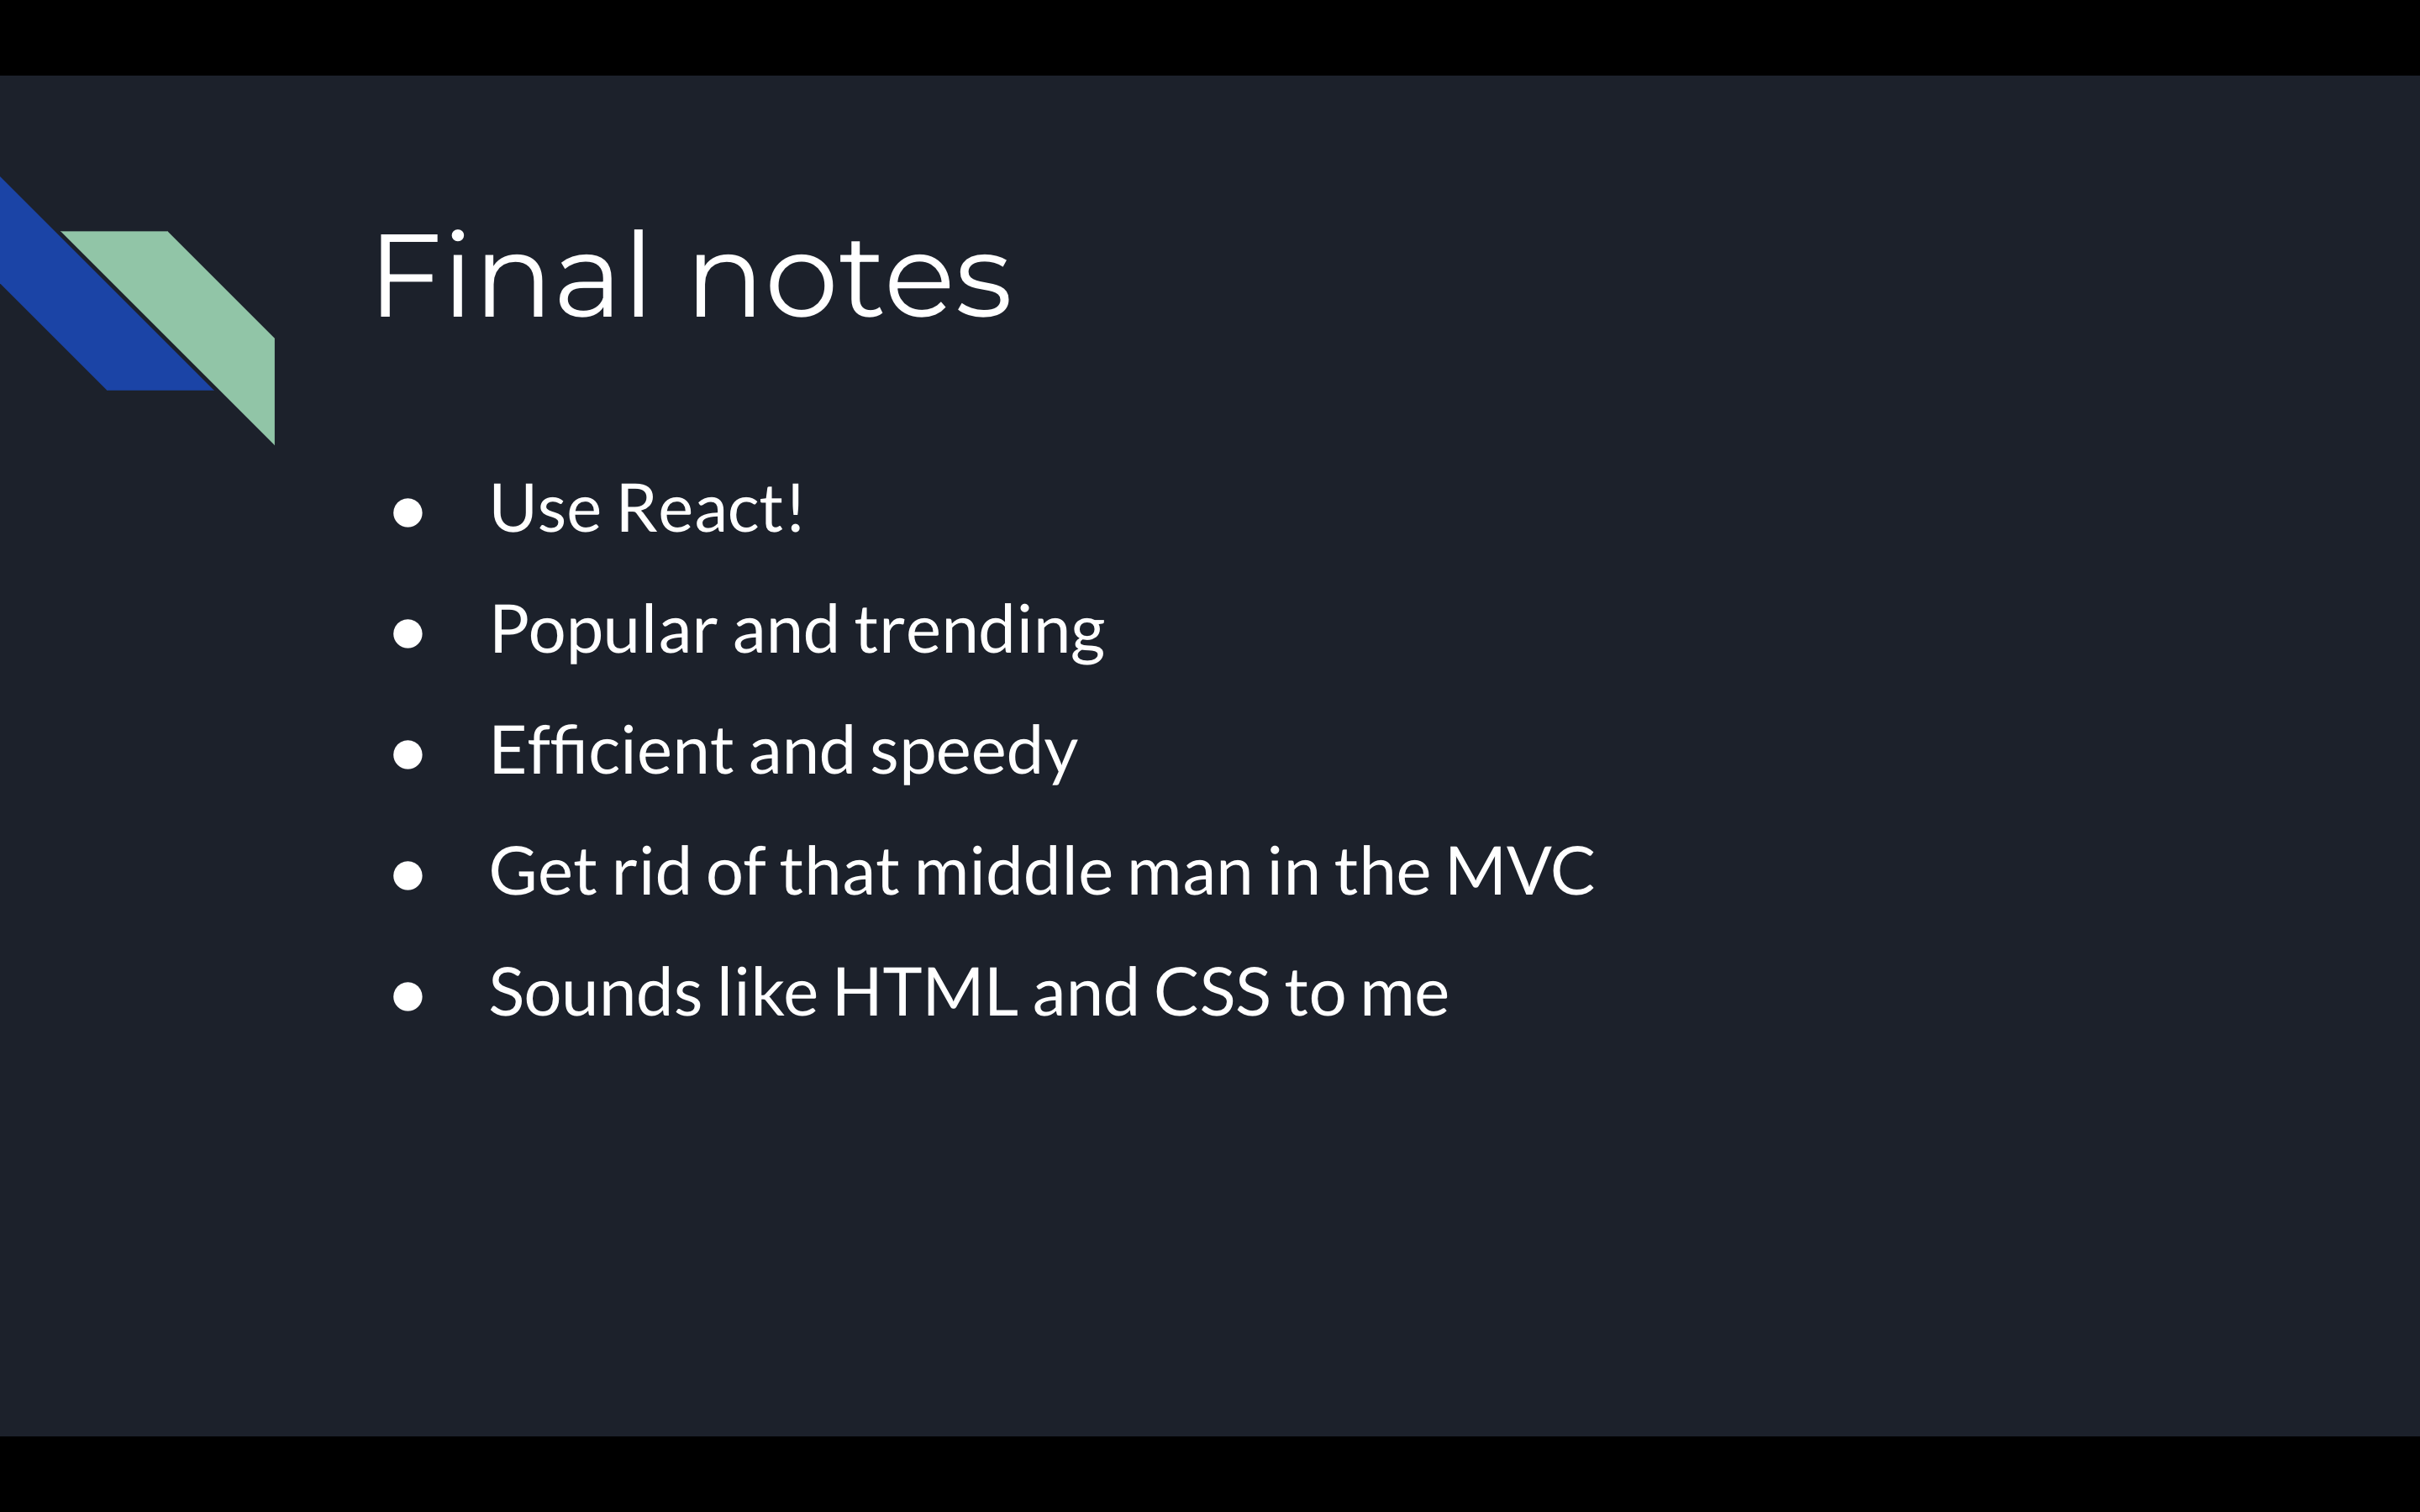 Final notes
● Use React!
● Popular and trending
● Efficient and speedy
● Get rid of that middle man in the MVC
● Sounds like HTML and CSS to me